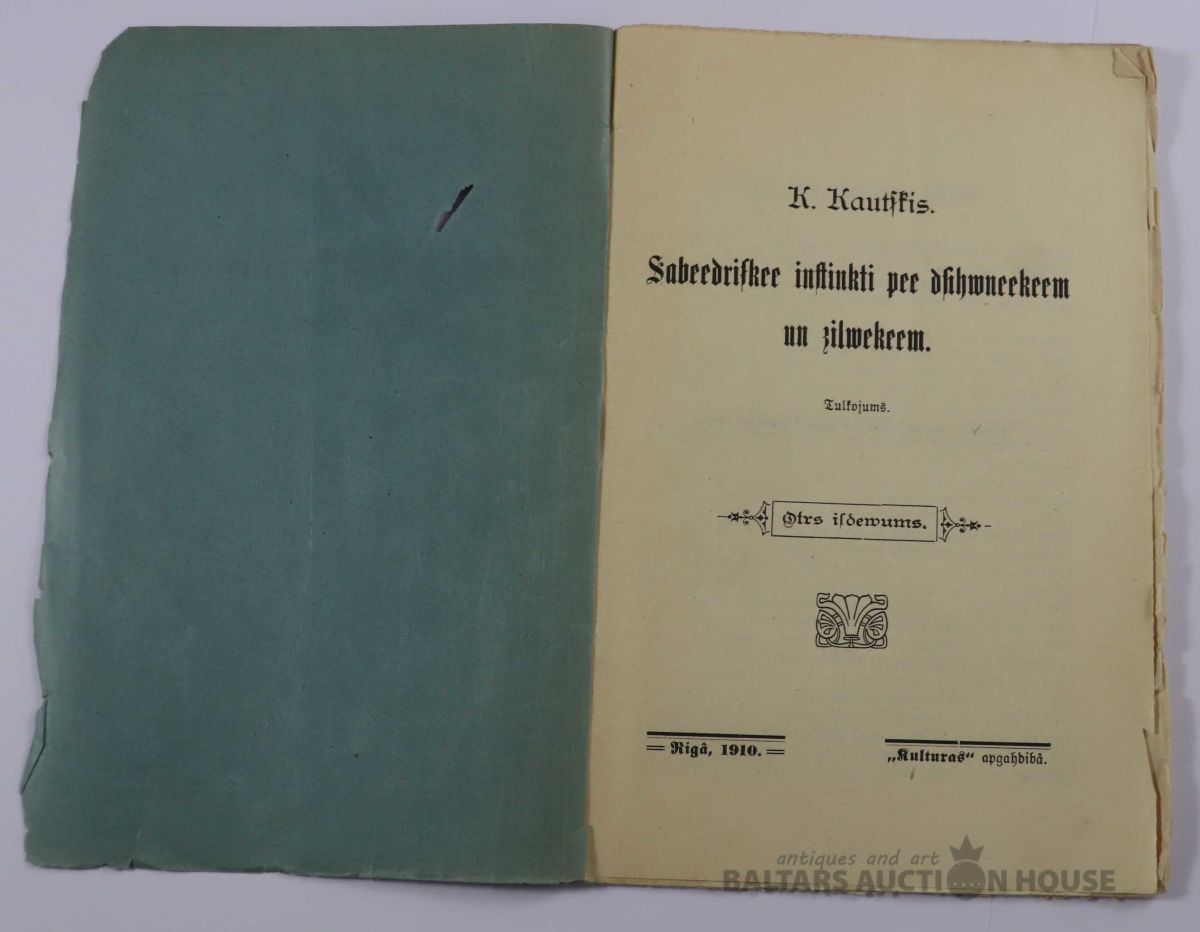 K. Kautſkis.
Sabeedriſkee inſtinkti pee dſihwneekeem
un zilwekeem.
Tulkojums.
Otrs iſdewums.
Rigâ, 1910.
„Kulturas“ apgahdibâ.
antiques and art
BALTARS AUCTION HOUSE